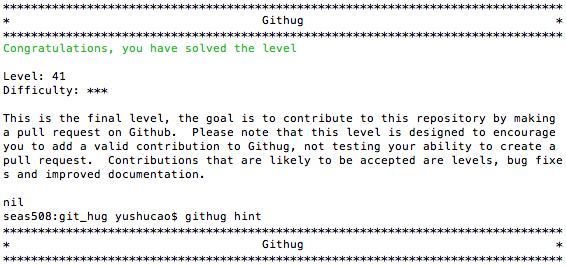 ********************************************************************************
*                                    Githug                                    *
********************************************************************************
Congratulations, you have solved the level

Level: 41
Difficulty: ***

This is the final level, the goal is to contribute to this repository by making
a pull request on Github.  Please note that this level is designed to encourage
you to add a valid contribution to Githug, not testing your ability to create a
pull request.  Contributions that are likely to be accepted are levels, bug fixe
s and improved documentation.

nil
seas508:git_hug yushucao$ githug hint
********************************************************************************
*                                    Githug                                    *
********************************************************************************